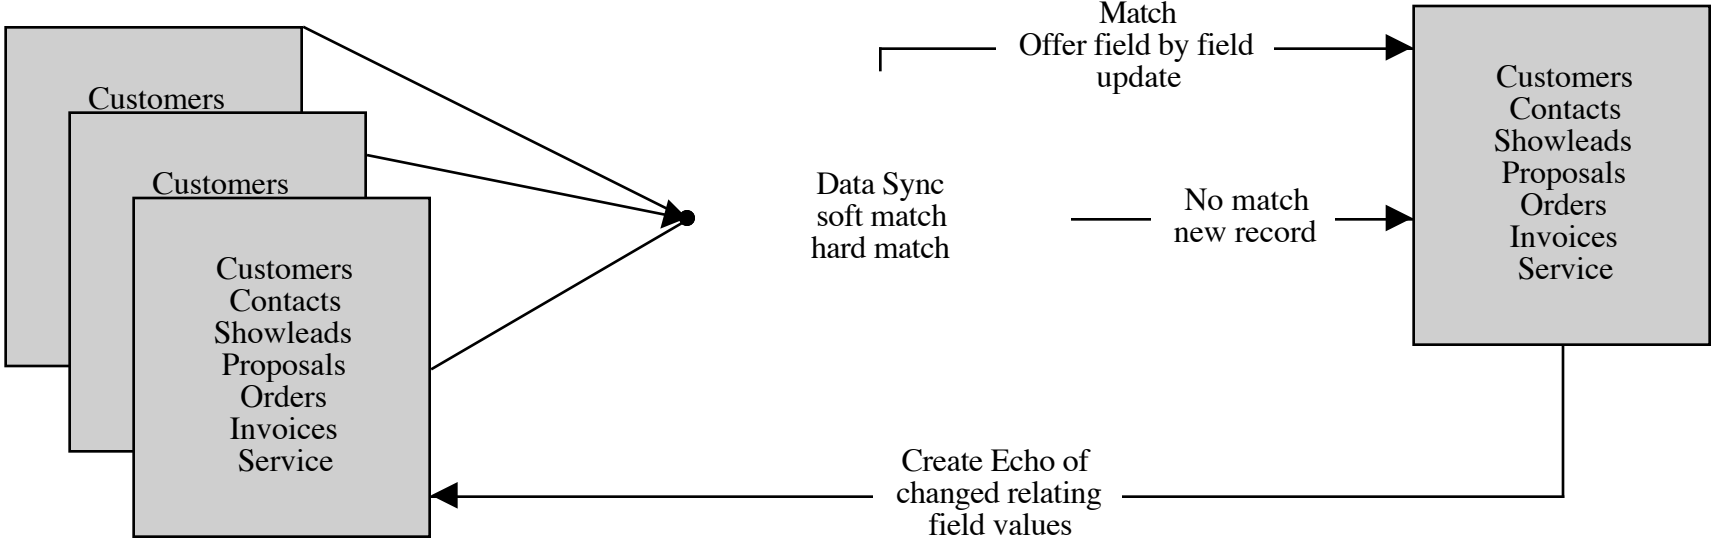 Customers
Customers
Customers
Contacts
Showleads
Proposals
Orders
Invoices
Service
Data Sync
soft match
hard match
Match
Offer field by field
update
No match
new record
Customers
Contacts
Showleads
Proposals
Orders
Invoices
Service
Create Echo of
changed relating
field values